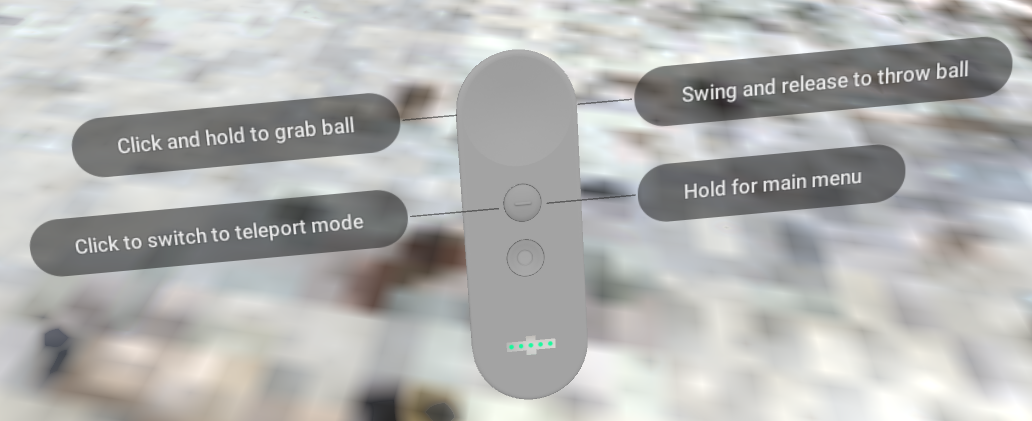 Click and hold to grab ball
Swing and release to throw ball
Click to switch to teleport mode
Hold for main menu